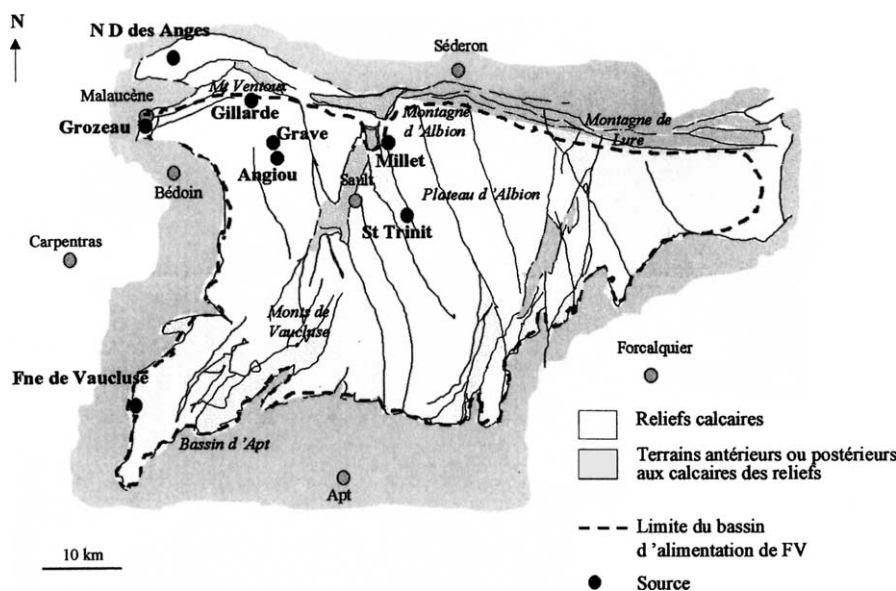 N
N D des Anges
Séderon
Mt Ventoux
Malaucène
Gillarde
Grozeau
Montagne
d 'Albion
Montagne de
Lure
Grave
Millet
Angiou
Bédoin
Sault
Plateau d 'Albion
St Trinit
Carpentras
Monts de
Vaucluse
Forcalquier
Fne de Vaucluse
Bassin d 'Apt
Apt
10 km
Reliefs calcaires
Terrains antérieurs ou postérieurs
aux calcaires des reliefs
Limite du bassin
d 'alimentation de FV
Source